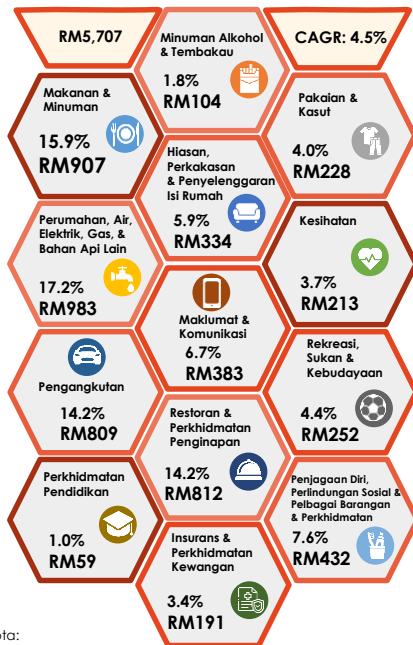 RM5,707
CAGR: 4.5%
Minuman Alkohol
& Tembakau
1.8%
RM104
Makanan &
Minuman
15.9%
RM907
Pakaian &
Kasut
4.0%
RM228
Hiasan,
Perkakasan
& Penyelenggaran
Isi Rumah
5.9%
RM334
Perumahan, Air,
Elektrik, Gas, &
Bahan Api Lain
17.2%
RM983
Kesihatan
3.7%
RM213
Maklumat &
Komunikasi
6.7%
RM383
Pengangkutan
14.2%
RM809
Rekreasi,
Sukan &
Kebudayaan
4.4%
RM252
Restoran &
Perkhidmatan
Penginapan
14.2%
RM812
Perkhidmatan
Pendidikan
1.0%
RM59
Penjagaan Diri,
Perlindungan Sosial &
Pelbagai Barangan
& Perkhidmatan
7.6%
RM432
Insurans &
Perkhidmatan
Kewangan
3.4%
RM191
ota: